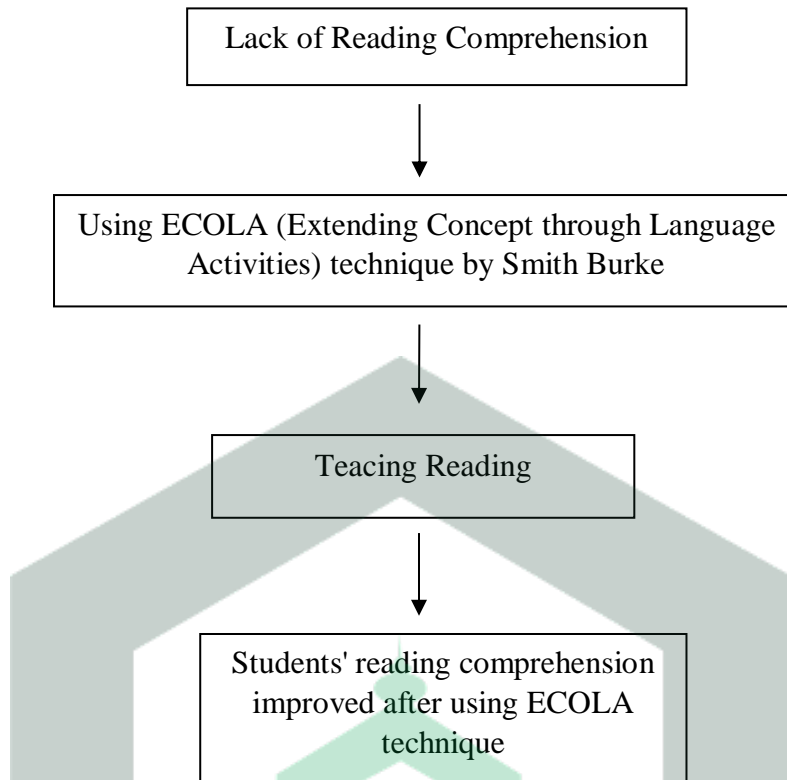 Lack of Reading Comprehension
Using ECOLA (Extending Concept through Language
Activities) technique by Smith Burke
Teacing Reading
Students' reading comprehension
improved after using ECOLA
technique